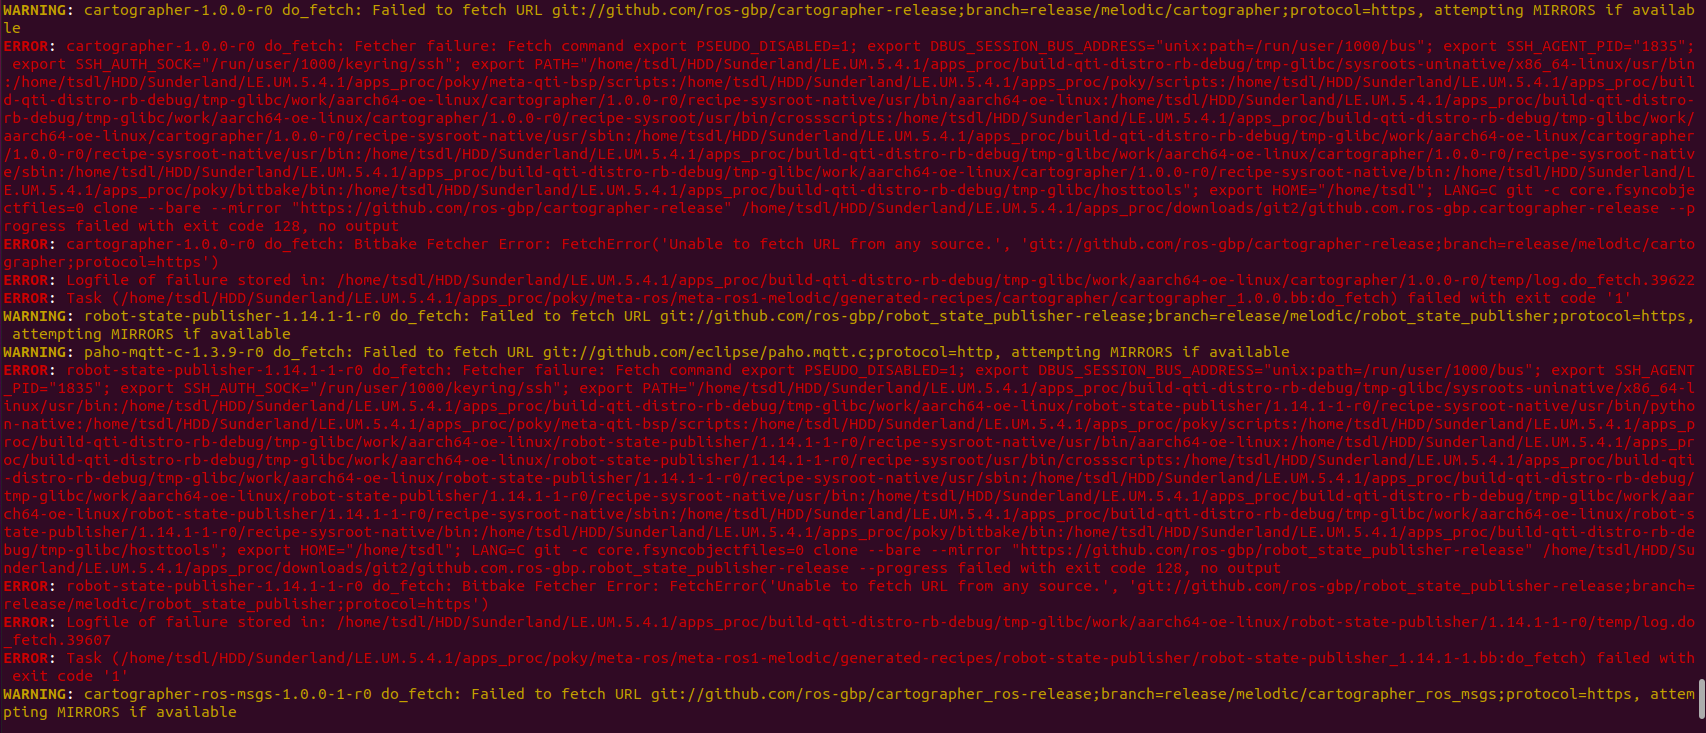 WARNING: cartographer-1.0.0-r0 do_fetch: Failed to fetch URL git://github.com/ros-gbp/cartographer-release;branch=release/melodic/cartographer;protocol=https, attempting MIRRORS if availab
le
ERROR: cartographer-1.0.0-r0 do_fetch: Fetcher failure: Fetch command export PSEUDO_DISABLED=1; export DBUS_SESSION_BUS_ADDRESS="unix:path=/run/user/1000/bus"; export SSH_AGENT_PID="1835";
 export SSH_AUTH_SOCK="/run/user/1000/keyring/ssh"; export PATH="/home/tsdl/HDD/Sunderland/LE.UM.5.4.1/apps_proc/build-qti-distro-rb-debug/tmp-glibc/sysroots-uninative/x86_64-linux/usr/bin
:/home/tsdl/HDD/Sunderland/LE.UM.5.4.1/apps_proc/poky/meta-qti-bsp/scripts:/home/tsdl/HDD/Sunderland/LE.UM.5.4.1/apps_proc/poky/scripts:/home/tsdl/HDD/Sunderland/LE.UM.5.4.1/apps_proc/buil
d-qti-distro-rb-debug/tmp-glibc/work/aarch64-oe-linux/cartographer/1.0.0-r0/recipe-sysroot-native/usr/bin/aarch64-oe-linux:/home/tsdl/HDD/Sunderland/LE.UM.5.4.1/apps_proc/build-qti-distro-
rb-debug/tmp-glibc/work/aarch64-oe-linux/cartographer/1.0.0-r0/recipe-sysroot/usr/bin/crossscripts:/home/tsdl/HDD/Sunderland/LE.UM.5.4.1/apps_proc/build-qti-distro-rb-debug/tmp-glibc/work/
aarch64-oe-linux/cartographer/1.0.0-r0/recipe-sysroot-native/usr/sbin:/home/tsdl/HDD/Sunderland/LE.UM.5.4.1/apps_proc/build-qti-distro-rb-debug/tmp-glibc/work/aarch64-oe-linux/cartographer
/1.0.0-r0/recipe-sysroot-native/usr/bin:/home/tsdl/HDD/Sunderland/LE.UM.5.4.1/apps_proc/build-qti-distro-rb-debug/tmp-glibc/work/aarch64-oe-linux/cartographer/1.0.0-r0/recipe-sysroot-nativ
e/sbin:/home/tsdl/HDD/Sunderland/LE.UM.5.4.1/apps_proc/build-qti-distro-rb-debug/tmp-glibc/work/aarch64-oe-linux/cartographer/1.0.0-r0/recipe-sysroot-native/bin:/home/tsdl/HDD/Sunderland/L
E.UM.5.4.1/apps_proc/poky/bitbake/bin:/home/tsdl/HDD/Sunderland/LE.UM.5.4.1/apps_proc/build-qti-distro-rb-debug/tmp-glibc/hosttools"; export HOME="/home/tsdl"; LANG=C git -c core.fsyncobje
ctfiles=0 clone --bare --mirror "https://github.com/ros-gbp/cartographer-release" /home/tsdl/HDD/Sunderland/LE.UM.5.4.1/apps_proc/downloads/git2/github.com.ros-gbp.cartographer-release --p
rogress failed with exit code 128, no output
ERROR: cartographer-1.0.0-r0 do_fetch: Bitbake Fetcher Error: FetchError('Unable to fetch URL from any source.', 'git://github.com/ros-gbp/cartographer-release;branch=release/melodic/carto
grapher;protocol=https')
ERROR: Logfile of failure stored in: /home/tsdl/HDD/Sunderland/LE.UM.5.4.1/apps_proc/build-qti-distro-rb-debug/tmp-glibc/work/aarch64-oe-linux/cartographer/1.0.0-r0/temp/log.do_fetch.39622
ERROR: Task (/home/tsdl/HDD/Sunderland/LE.UM.5.4.1/apps_proc/poky/meta-ros/meta-ros1-melodic/generated-recipes/cartographer/cartographer_1.0.0.bb:do_fetch) failed with exit code '1'
WARNING: robot-state-publisher-1.14.1-1-r0 do_fetch: Failed to fetch URL git://github.com/ros-gbp/robot_state_publisher-release;branch=release/melodic/robot_state_publisher;protocol=https,
 attempting MIRRORS if available
WARNING: paho-mqtt-c-1.3.9-r0 do_fetch: Failed to fetch URL git://github.com/eclipse/paho.mqtt.c;protocol=http, attempting MIRRORS if available
ERROR: robot-state-publisher-1.14.1-1-r0 do_fetch: Fetcher failure: Fetch command export PSEUDO_DISABLED=1; export DBUS_SESSION_BUS_ADDRESS="unix:path=/run/user/1000/bus"; export SSH_AGENT
_PID="1835"; export SSH_AUTH_SOCK="/run/user/1000/keyring/ssh"; export PATH="/home/tsdl/HDD/Sunderland/LE.UM.5.4.1/apps_proc/build-qti-distro-rb-debug/tmp-glibc/sysroots-uninative/x86_64-l
inux/usr/bin:/home/tsdl/HDD/Sunderland/LE.UM.5.4.1/apps_proc/build-qti-distro-rb-debug/tmp-glibc/work/aarch64-oe-linux/robot-state-publisher/1.14.1-1-r0/recipe-sysroot-native/usr/bin/pytho
n-native:/home/tsdl/HDD/Sunderland/LE.UM.5.4.1/apps_proc/poky/meta-qti-bsp/scripts:/home/tsdl/HDD/Sunderland/LE.UM.5.4.1/apps_proc/poky/scripts:/home/tsdl/HDD/Sunderland/LE.UM.5.4.1/apps_p
roc/build-qti-distro-rb-debug/tmp-glibc/work/aarch64-oe-linux/robot-state-publisher/1.14.1-1-r0/recipe-sysroot-native/usr/bin/aarch64-oe-linux:/home/tsdl/HDD/Sunderland/LE.UM.5.4.1/apps_pr
oc/build-qti-distro-rb-debug/tmp-glibc/work/aarch64-oe-linux/robot-state-publisher/1.14.1-1-r0/recipe-sysroot/usr/bin/crossscripts:/home/tsdl/HDD/Sunderland/LE.UM.5.4.1/apps_proc/build-qti
-distro-rb-debug/tmp-glibc/work/aarch64-oe-linux/robot-state-publisher/1.14.1-1-r0/recipe-sysroot-native/usr/sbin:/home/tsdl/HDD/Sunderland/LE.UM.5.4.1/apps_proc/build-qti-distro-rb-debug/
tmp-glibc/work/aarch64-oe-linux/robot-state-publisher/1.14.1-1-r0/recipe-sysroot-native/usr/bin:/home/tsdl/HDD/Sunderland/LE.UM.5.4.1/apps_proc/build-qti-distro-rb-debug/tmp-glibc/work/aar
ch64-oe-linux/robot-state-publisher/1.14.1-1-r0/recipe-sysroot-native/sbin:/home/tsdl/HDD/Sunderland/LE.UM.5.4.1/apps_proc/build-qti-distro-rb-debug/tmp-glibc/work/aarch64-oe-linux/robot-s
tate-publisher/1.14.1-1-r0/recipe-sysroot-native/bin:/home/tsdl/HDD/Sunderland/LE.UM.5.4.1/apps_proc/poky/bitbake/bin:/home/tsdl/HDD/Sunderland/LE.UM.5.4.1/apps_proc/build-qti-distro-rb-de
bug/tmp-glibc/hosttools"; export HOME="/home/tsdl"; LANG=C git -c core.fsyncobjectfiles=0 clone --bare --mirror "https://github.com/ros-gbp/robot_state_publisher-release" /home/tsdl/HDD/Su
nderland/LE.UM.5.4.1/apps_proc/downloads/git2/github.com.ros-gbp.robot_state_publisher-release --progress failed with exit code 128, no output
ERROR: robot-state-publisher-1.14.1-1-r0 do_fetch: Bitbake Fetcher Error: FetchError('Unable to fetch URL from any source.', 'git://github.com/ros-gbp/robot_state_publisher-release;branch=
release/melodic/robot_state_publisher;protocol=https')
ERROR: Logfile of failure stored in: /home/tsdl/HDD/Sunderland/LE.UM.5.4.1/apps_proc/build-qti-distro-rb-debug/tmp-glibc/work/aarch64-oe-linux/robot-state-publisher/1.14.1-1-r0/temp/log.do
_fetch.39607
ERROR: Task (/home/tsdl/HDD/Sunderland/LE.UM.5.4.1/apps_proc/poky/meta-ros/meta-ros1-melodic/generated-recipes/robot-state-publisher/robot-state-publisher_1.14.1-1.bb:do_fetch) failed with
 exit code '1'
WARNING: cartographer-ros-msgs-1.0.0-1-r0 do_fetch: Failed to fetch URL git://github.com/ros-gbp/cartographer_ros-release;branch=release/melodic/cartographer_ros_msgs;protocol=https, attem
pting MIRRORS if available